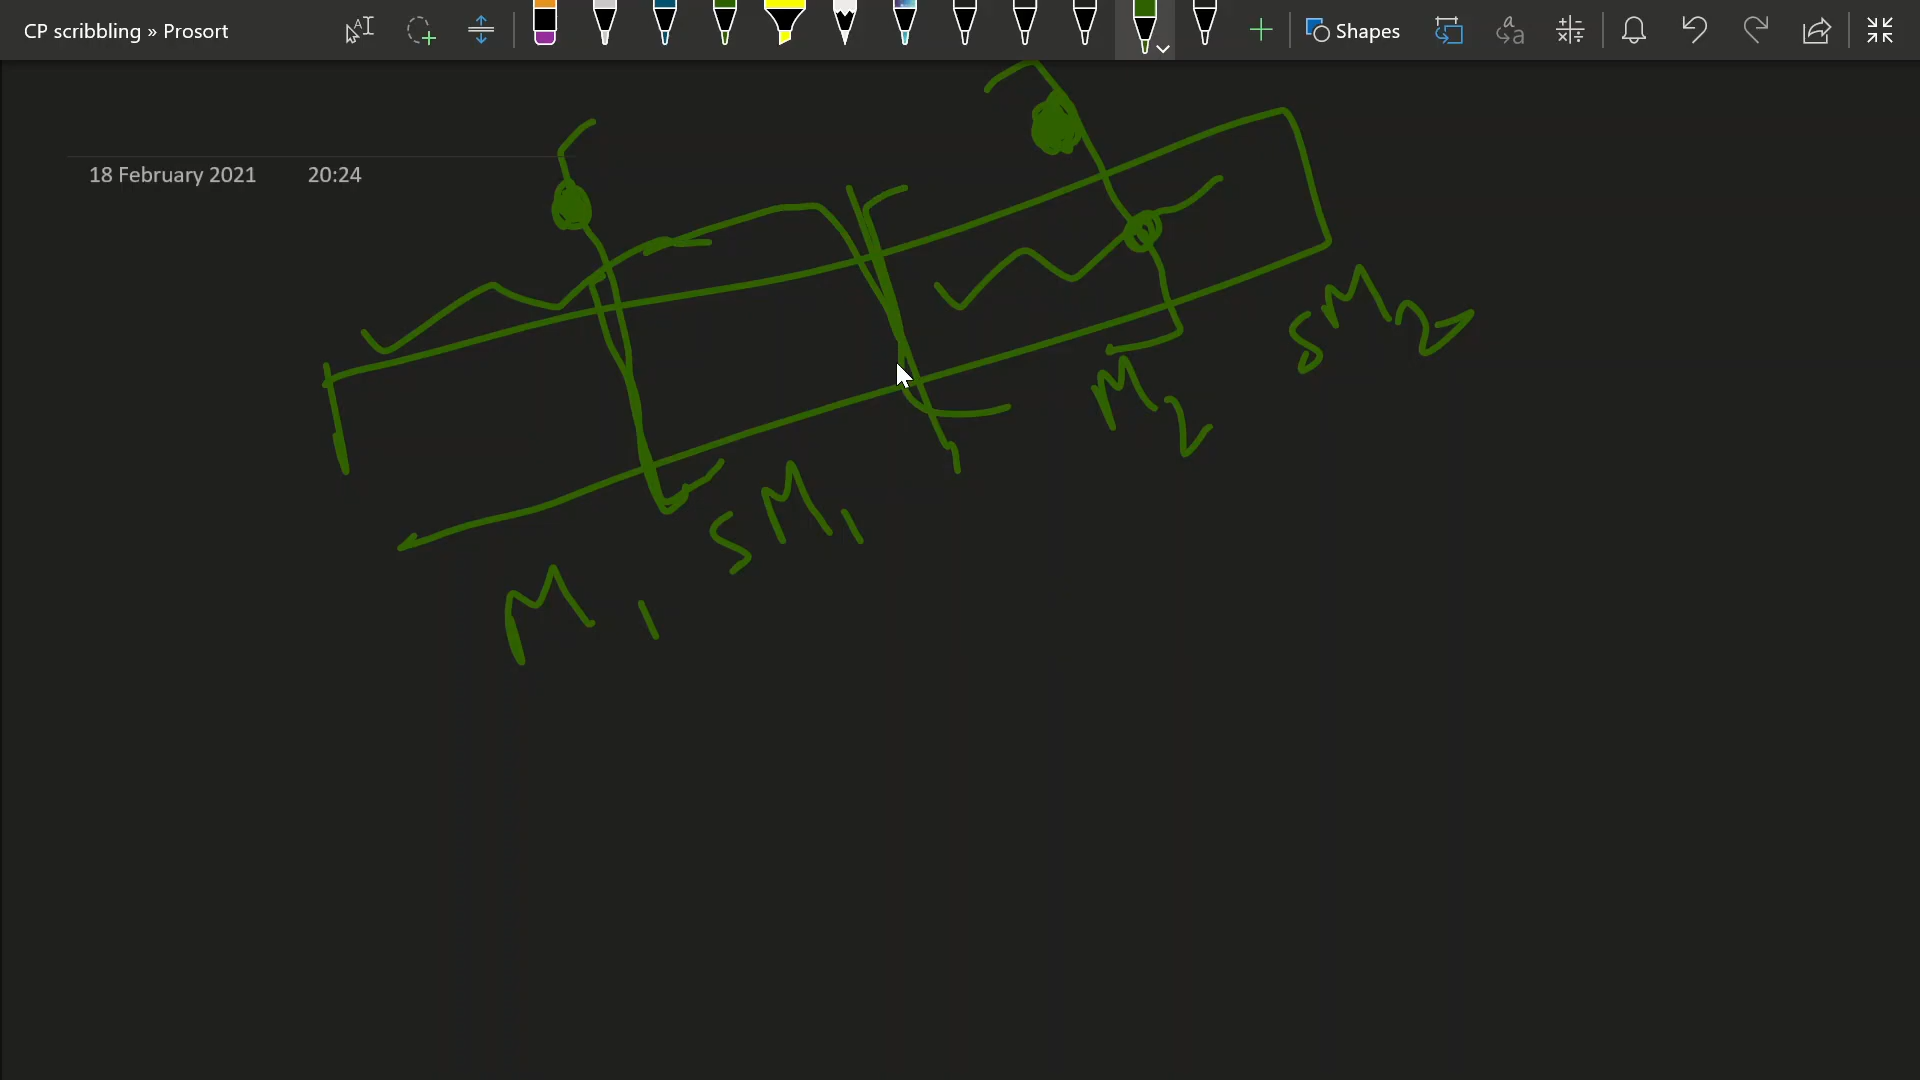 CP scribbling » Prosort
Shapes
18 February 2021 20:24
SM2
M2
SM1
M1